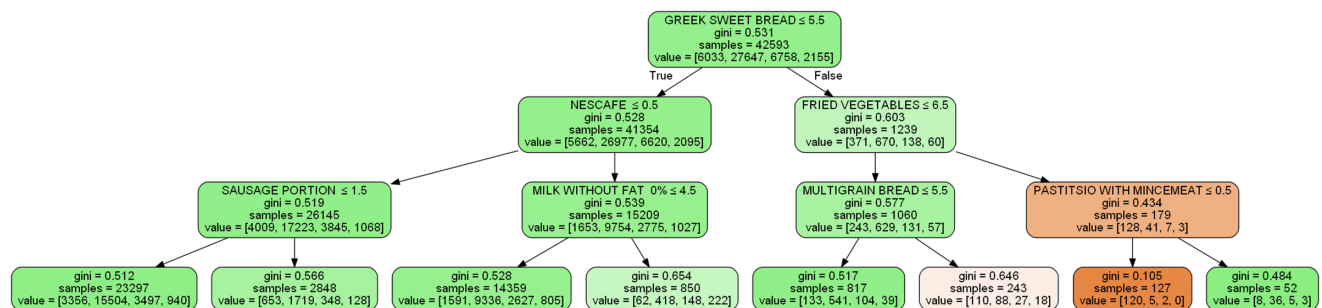 GREEK SWEET BREAD ≤ 5.5
gini = 0.531
samples = 42593
value = [6033, 27647, 6758, 2155]
True
False
NESCAFE ≤ 0.5
gini = 0.528
samples = 41354
value = [5662, 26977, 6620, 2095]
FRIED VEGETABLES ≤ 6.5
gini = 0.603
samples = 1239
value = [371, 670, 138, 60]
SAUSAGE PORTION ≤ 1.5
gini = 0.519
samples = 26145
value = [4009, 17223, 3845, 1068]
MILK WITHOUT FAT 0% ≤ 4.5
gini = 0.539
samples = 15209
value = [1653, 9754, 2775, 1027]
MULTIGRAIN BREAD ≤ 5.5
gini = 0.577
samples = 1060
value = [243, 629, 131, 57]
PASTITSIO WITH MINCEMEAT ≤ 0.5
gini = 0.434
samples = 179
value = [128, 41, 7, 3]
gini = 0.512
samples = 23297
value = [3356, 15504, 3497, 940]
gini = 0.566
samples = 2848
value = [653, 1719, 348, 128]
gini = 0.528
samples = 14359
value = [1591, 9336, 2627, 805]
gini = 0.654
samples = 850
value = [62, 418, 148, 222]
gini = 0.517
samples = 817
value = [133, 541, 104, 39]
gini = 0.646
samples = 243
value = [110, 88, 27, 18]
gini = 0.105
samples = 127
value = [120, 5, 2, 0]
gini = 0.484
samples = 52
value = [8, 36, 5, 3]